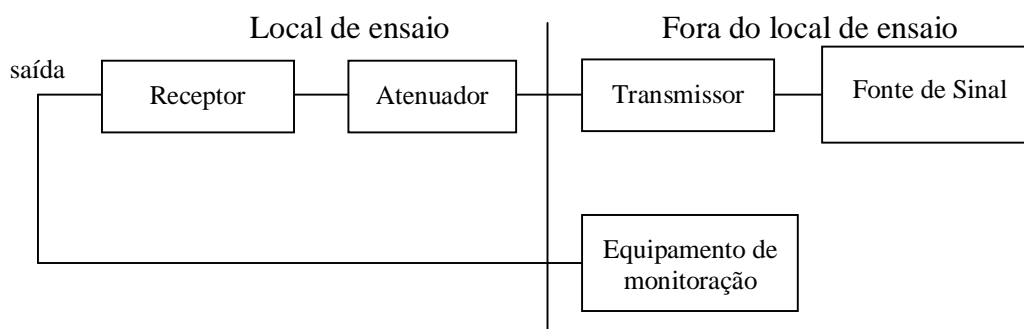 Local de ensaio
Fora do local de ensaio
saída
Receptor
Atenuador
Transmissor
Fonte de Sinal
Equipamento de
monitoração